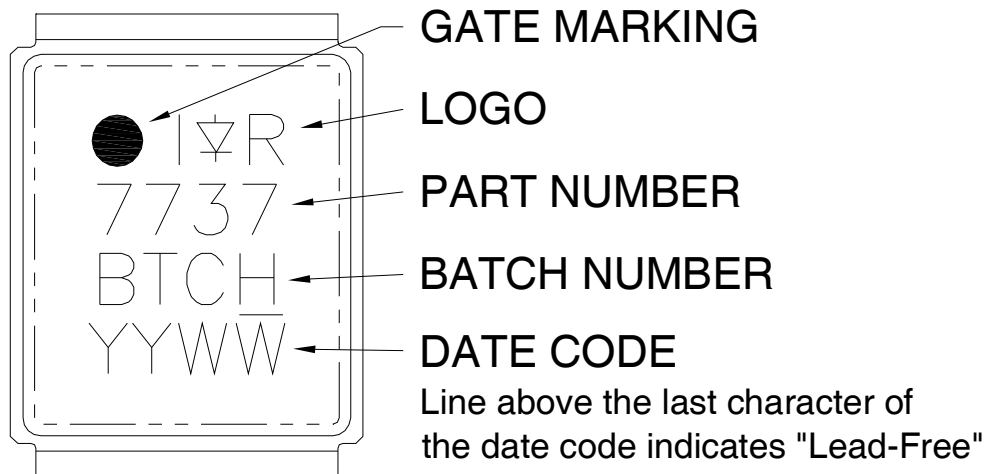 GATE MARKING
I R
LOGO
7737
PART NUMBER
BTCH
BATCH NUMBER
YYWW
DATE CODE
Line above the last character of
the date code indicates "Lead-Free"